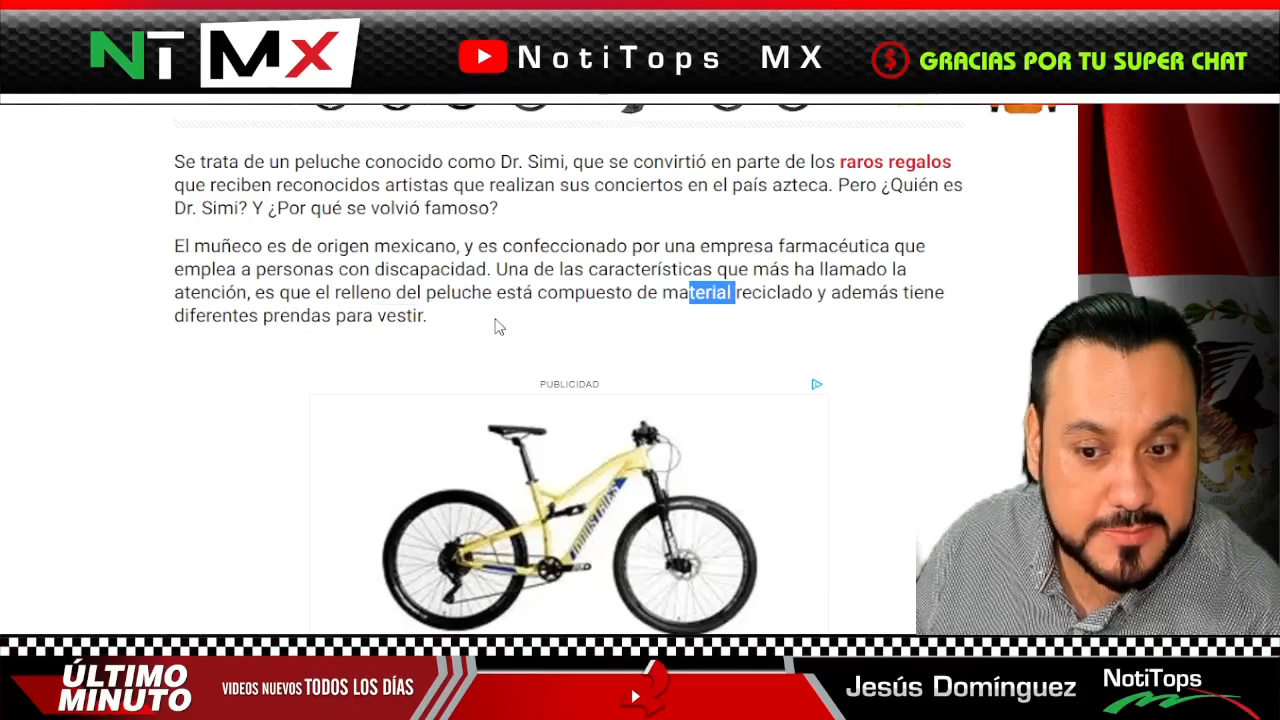 NT MX
NotiTops MX
GRACIAS POR TU SUPER CHAT
Se trata de un peluche conocido como Dr. Simi, que se convirtió en parte de los raros regalos
que reciben reconocidos artistas que realizan sus conciertos en el país azteca. Pero ¿Quién es
Dr. Simi? Y ¿Por qué se volvió famoso?
El muñeco es de origen mexicano, y es confeccionado por una empresa farmacéutica que
emplea a personas con discapacidad. Una de las características que más ha llamado la
atención, es que el relleno del peluche está compuesto de material reciclado y además tiene
diferentes prendas para vestir.
PUBLICIDAD
ÚLTIMO
MINUTO
VIDEOS NUEVOS TODOS LOS DÍAS
Jesús Domínguez
NotiTops